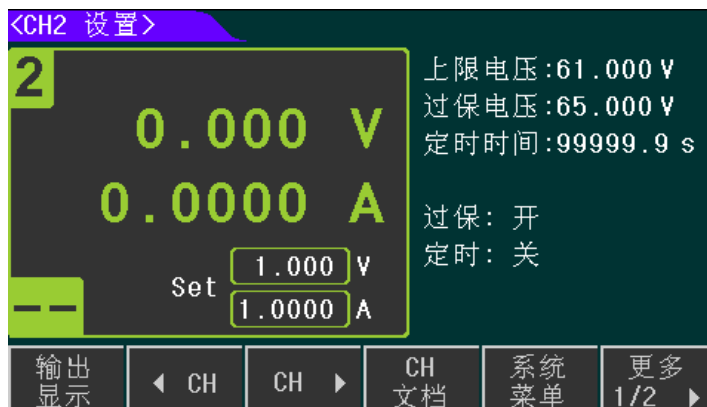 <CH2 设置>
2
0.000 V
0.0000 A
Set 1.000 V
1.0000 A
--
上限电压:61.000 V
过保电压:65.000 V
定时时间:99999.9 s
过保: 开
定时: 关
输出
显示
◀ CH
CH ▶
CH
文档
系统
菜单
更多
1/2 ▶